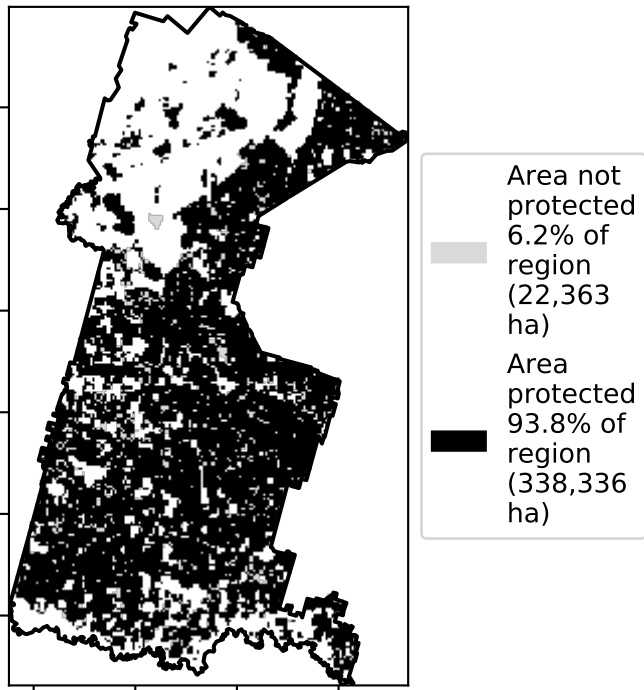 Area not
protected
6.2% of
region
(22,363
ha)
Area
protected
93.8% of
region
(338,336
ha)